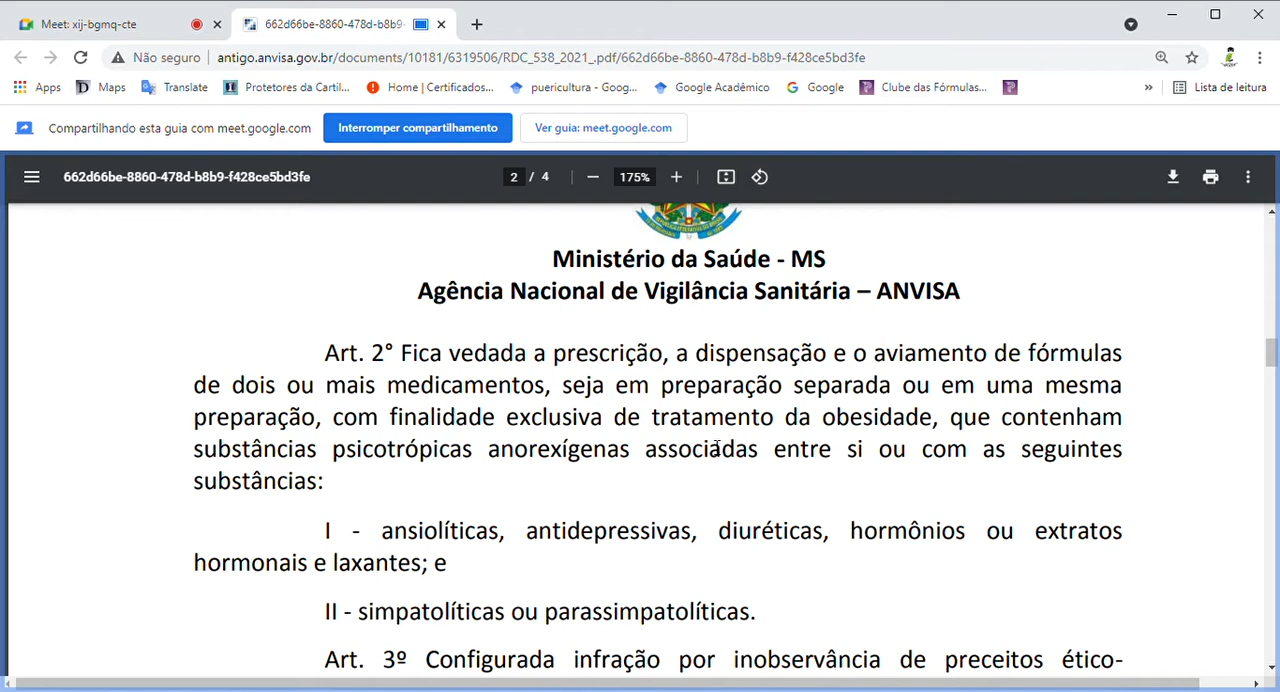 Meet: xij-bgmq-cte
662d66be-8860-478d-b8b9-
Não seguro
antigo.anvisa.gov.br/documents/10181/6319506/RDC_538_2021_.pdf/662d66be-8860-478d-b8b9-f428ce5bd3fe
Apps
Maps
Translate
Protetores da Cartil...
Home | Certificados...
puericultura - Goog...
Google Acadêmico
Google
Clube das Fórmulas...
»
Lista de leitura
Compartilhando esta guia com meet.google.com
Interromper compartilhamento
Ver guia: meet.google.com
662d66be-8860-478d-b8b9-f428ce5bd3fe
2 / 4
175%
Ministério da Saúde - MS
Agência Nacional de Vigilância Sanitária – ANVISA
Art. 2° Fica vedada a prescrição, a dispensação e o aviamento de fórmulas
de dois ou mais medicamentos, seja em preparação separada ou em uma mesma
preparação, com finalidade exclusiva de tratamento da obesidade, que contenham
substâncias psicotrópicas anorexígenas associadas entre si ou com as seguintes
substâncias:
I - ansiolíticas, antidepressivas, diuréticas, hormônios ou extratos
hormonais e laxantes; e
II - simpatolíticas ou parassimpatolíticas.
Art. 3º Configurada infração por inobservância de preceitos ético-